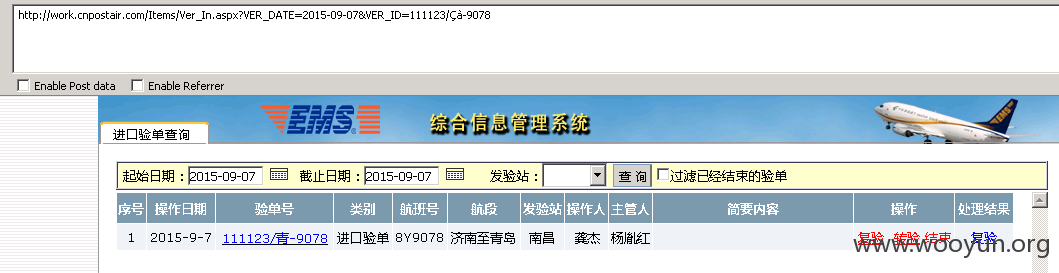 http://work.cnpostair.com/Items/Ver_In.aspx?VER_DATE=2015-09-07&VER_ID=111123/Çà-9078
Enable Post data Enable Referrer
EMS 综合信息管理系统
进口验单查询
起始日期：2015-09-07 截止日期：2015-09-07 发验站： 查询 过滤已经结束的验单
序号 操作日期 验单号 类别 航班号 航段 发验站 操作人 主管人 简要内容 操作 处理结果
1 2015-9-7 111123/青-9078 进口验单 8Y9078 济南至青岛 南昌 龚杰 杨胤红 复验 转验 结束 复验
www.wooyun.org